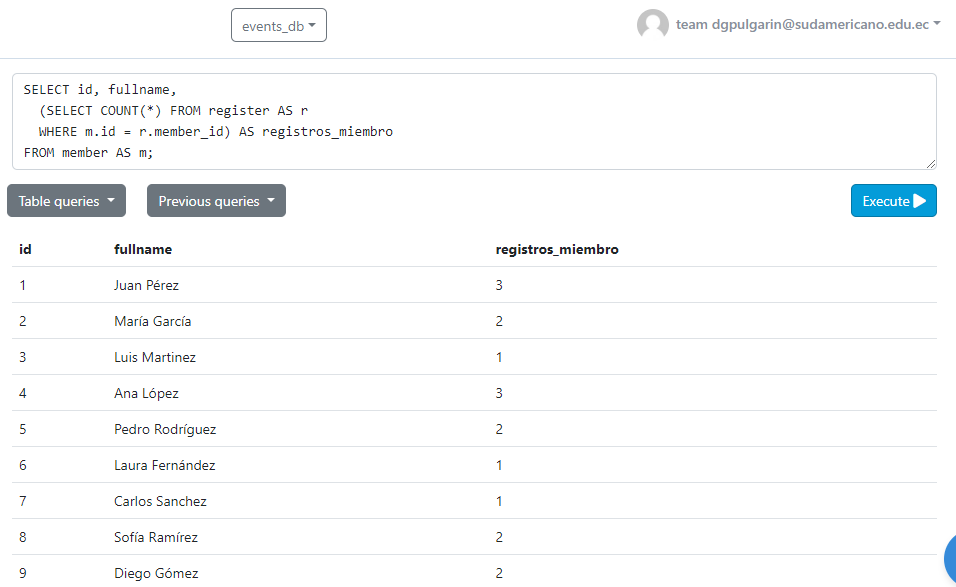 events_db
team dgpulgarin@sudamericano.edu.ec
SELECT id, fullname,
(SELECT COUNT(*) FROM register AS r
WHERE m.id = r.member_id) AS registros_miembro
FROM member AS m;
Table queries Previous queries Execute
id fullname registros_miembro
1 Juan Pérez 3
2 María García 2
3 Luis Martinez 1
4 Ana López 3
5 Pedro Rodríguez 2
6 Laura Fernández 1
7 Carlos Sanchez 1
8 Sofía Ramírez 2
9 Diego Gómez 2